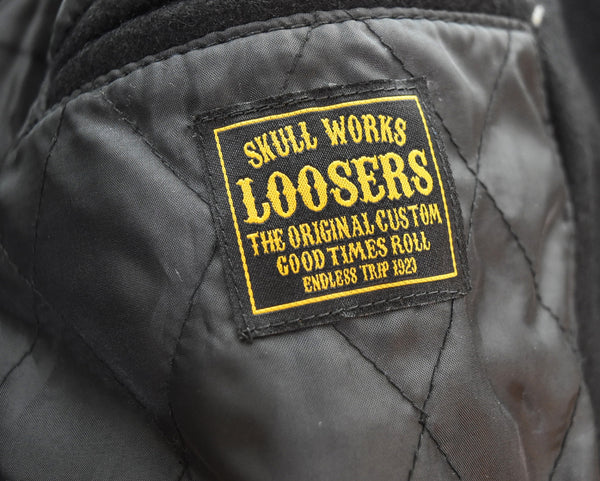 SKULL WORKS
LOOSERS
THE ORIGINAL CUSTOM
GOOD TIMES ROLL
ENDLESS TRIP 1923